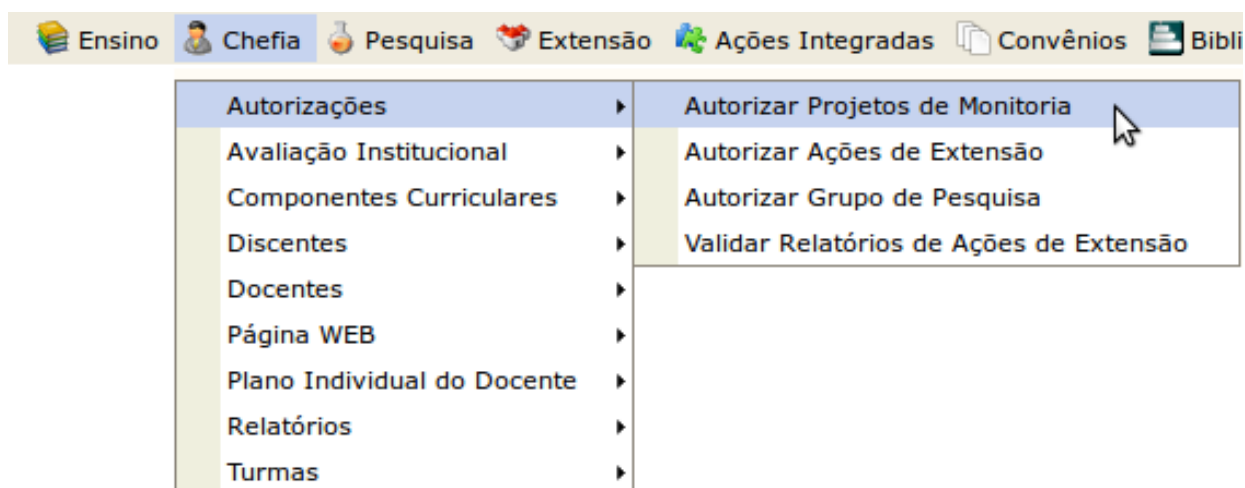 Ensino Chefia Pesquisa Extensão Ações Integradas Convênios Bibli
Autorizações
Avaliação Institucional
Componentes Curriculares
Discentes
Docentes
Página WEB
Plano Individual do Docente
Relatórios
Turmas
Autorizar Projetos de Monitoria
Autorizar Ações de Extensão
Autorizar Grupo de Pesquisa
Validar Relatórios de Ações de Extensão